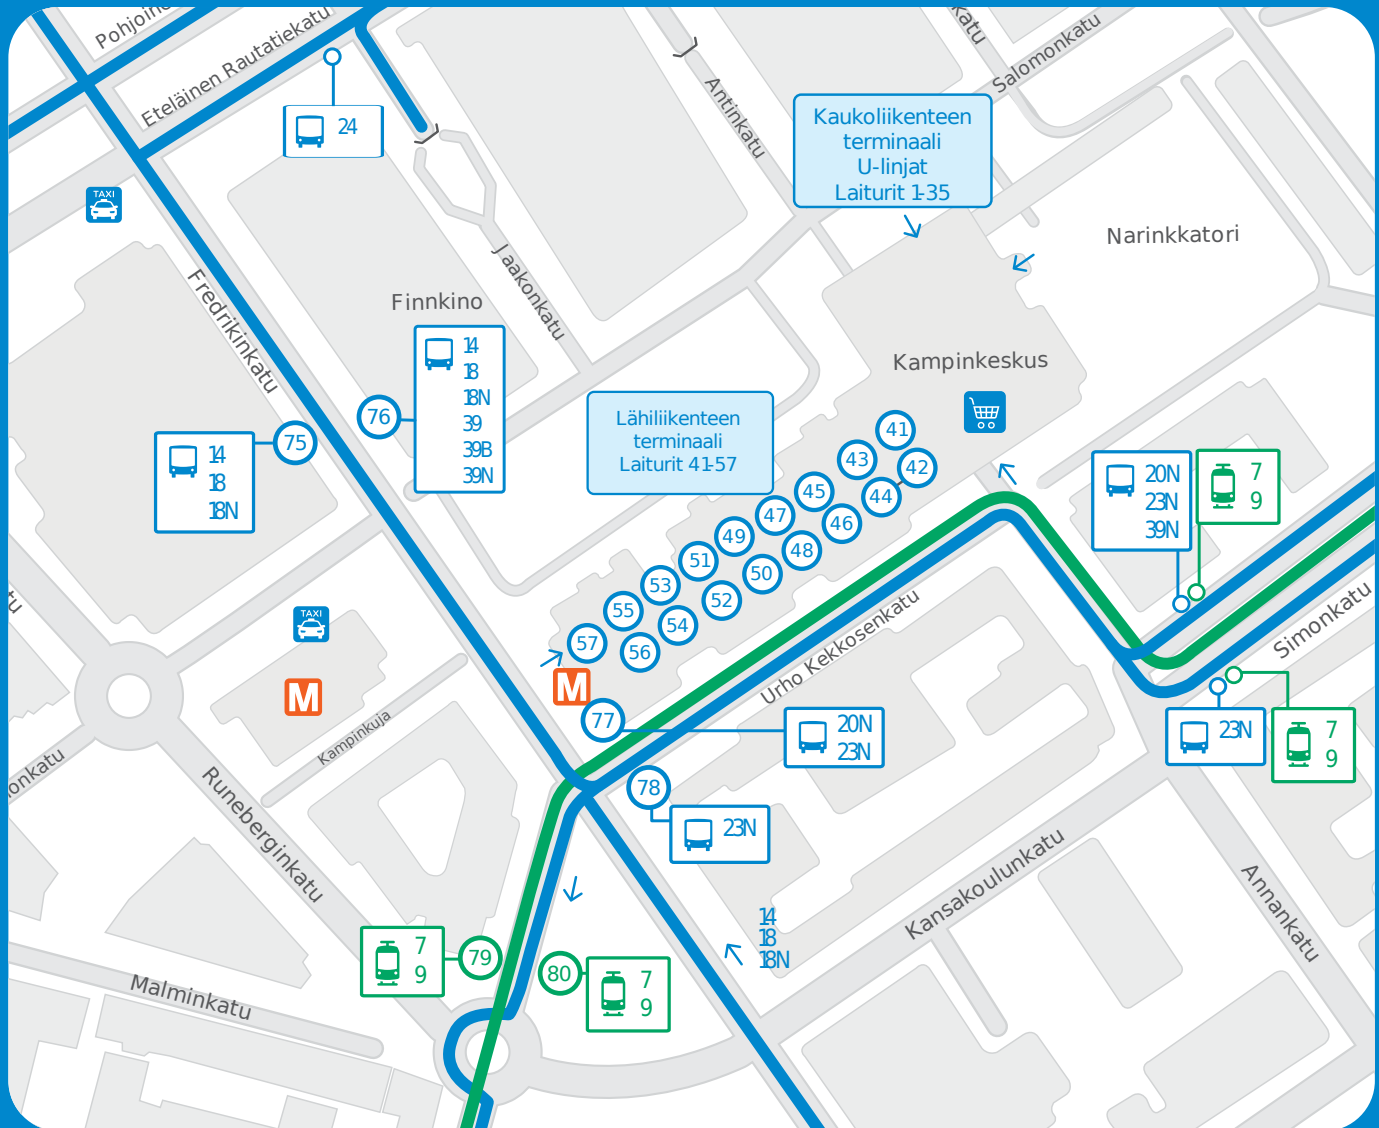 Eteläinen Rautatiekatu
24
TAXI
Antinkatu
Salomonkatu
Kaukoliikenteen
terminaali
U-linjat
Laiturit 1-35
Narinkkatori
Fredrikinkatu
Jaakonkatu
Finnkino
76
14
18
18N
39
39B
39N
75
14
18
18N
Lähiliikenteen
terminaali
Laiturit 41-57
Kampinkeskus
41
42
43
44
45
46
47
48
49
50
51
52
53
54
55
56
57
20N
23N
39N
7
9
TAXI
M
M
Kampinkuja
Urho Kekkosenkatu
Simonkatu
77
20N
23N
78
23N
23N
7
9
Runeberginkatu
Kansakoulunkatu
Annankatu
14
18
18N
79
7
9
80
7
9
Malminkatu